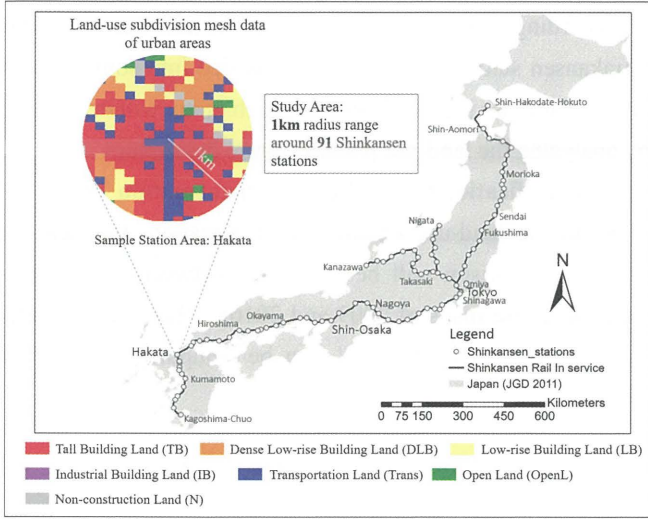 Land-use subdivision mesh data
of urban areas
1km
Study Area:
1km radius range
around 91 Shinkansen
stations
Sample Station Area: Hakata
Shin-Hakodate-Hokuto
Shin-Aomori
Morioka
Sendai
Fukushima
Nigata
Kanazawa
Takasaki
Omiya
Tokyo
Shinagawa
Nagoya
Shin-Osaka
Okayama
Hiroshima
Hakata
Kumamoto
Kagoshima-Chuo
N
Legend
Shinkansen_stations
Shinkansen Rail In service
Japan (JGD 2011)
Kilometers
0 75 150 300 450 600
Tall Building Land (TB) Dense Low-rise Building Land (DLB) Low-rise Building Land (LB)
Industrial Building Land (IB) Transportation Land (Trans) Open Land (OpenL)
Non-construction Land (N)